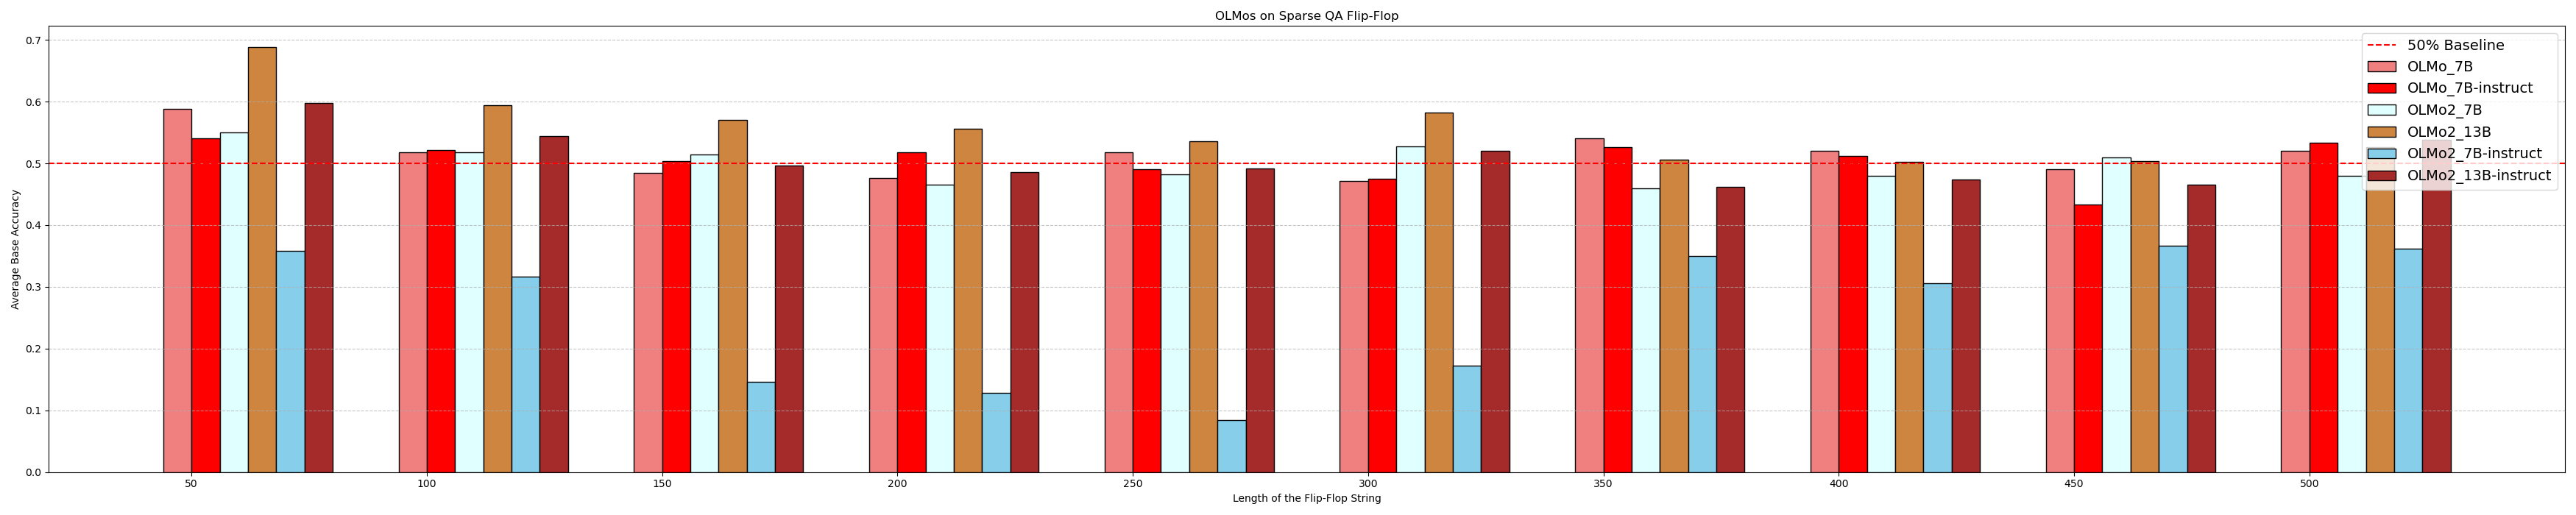 OLMos on Sparse QA Flip-Flop
0.7
0.6
0.5
0.4
0.3
0.2
0.1
0.0
Average Base Accuracy
50
100
150
200
250
300
350
400
450
500
Length of the Flip-Flop String
50% Baseline
OLMo_7B
OLMo_7B-instruct
OLMo2_7B
OLMo2_13B
OLMo2_7B-instruct
OLMo2_13B-instruct